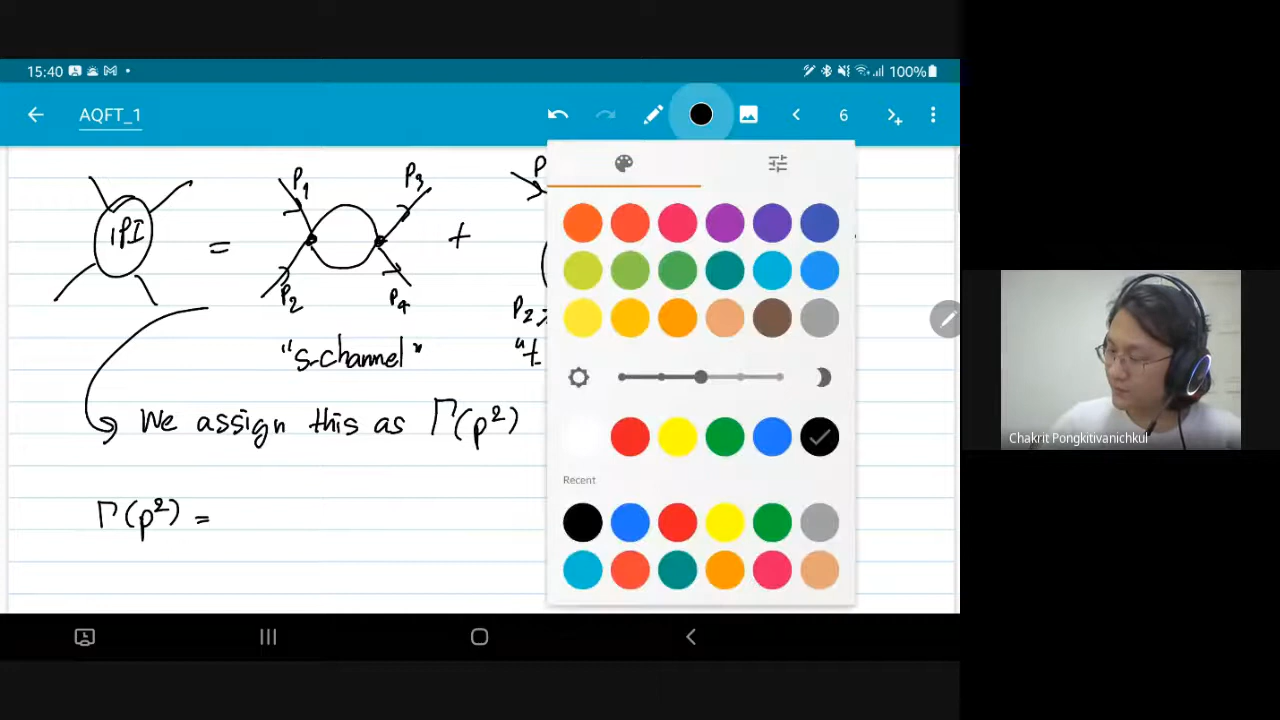 15:40
100%
AQFT_1
6
P1 P3 P
1PI = + 
P2 P4 P2
"s-channel" "t
We assign this as Γ(p²)
Γ(p²) =
Recent
Chakrit Pongkitivanichkul